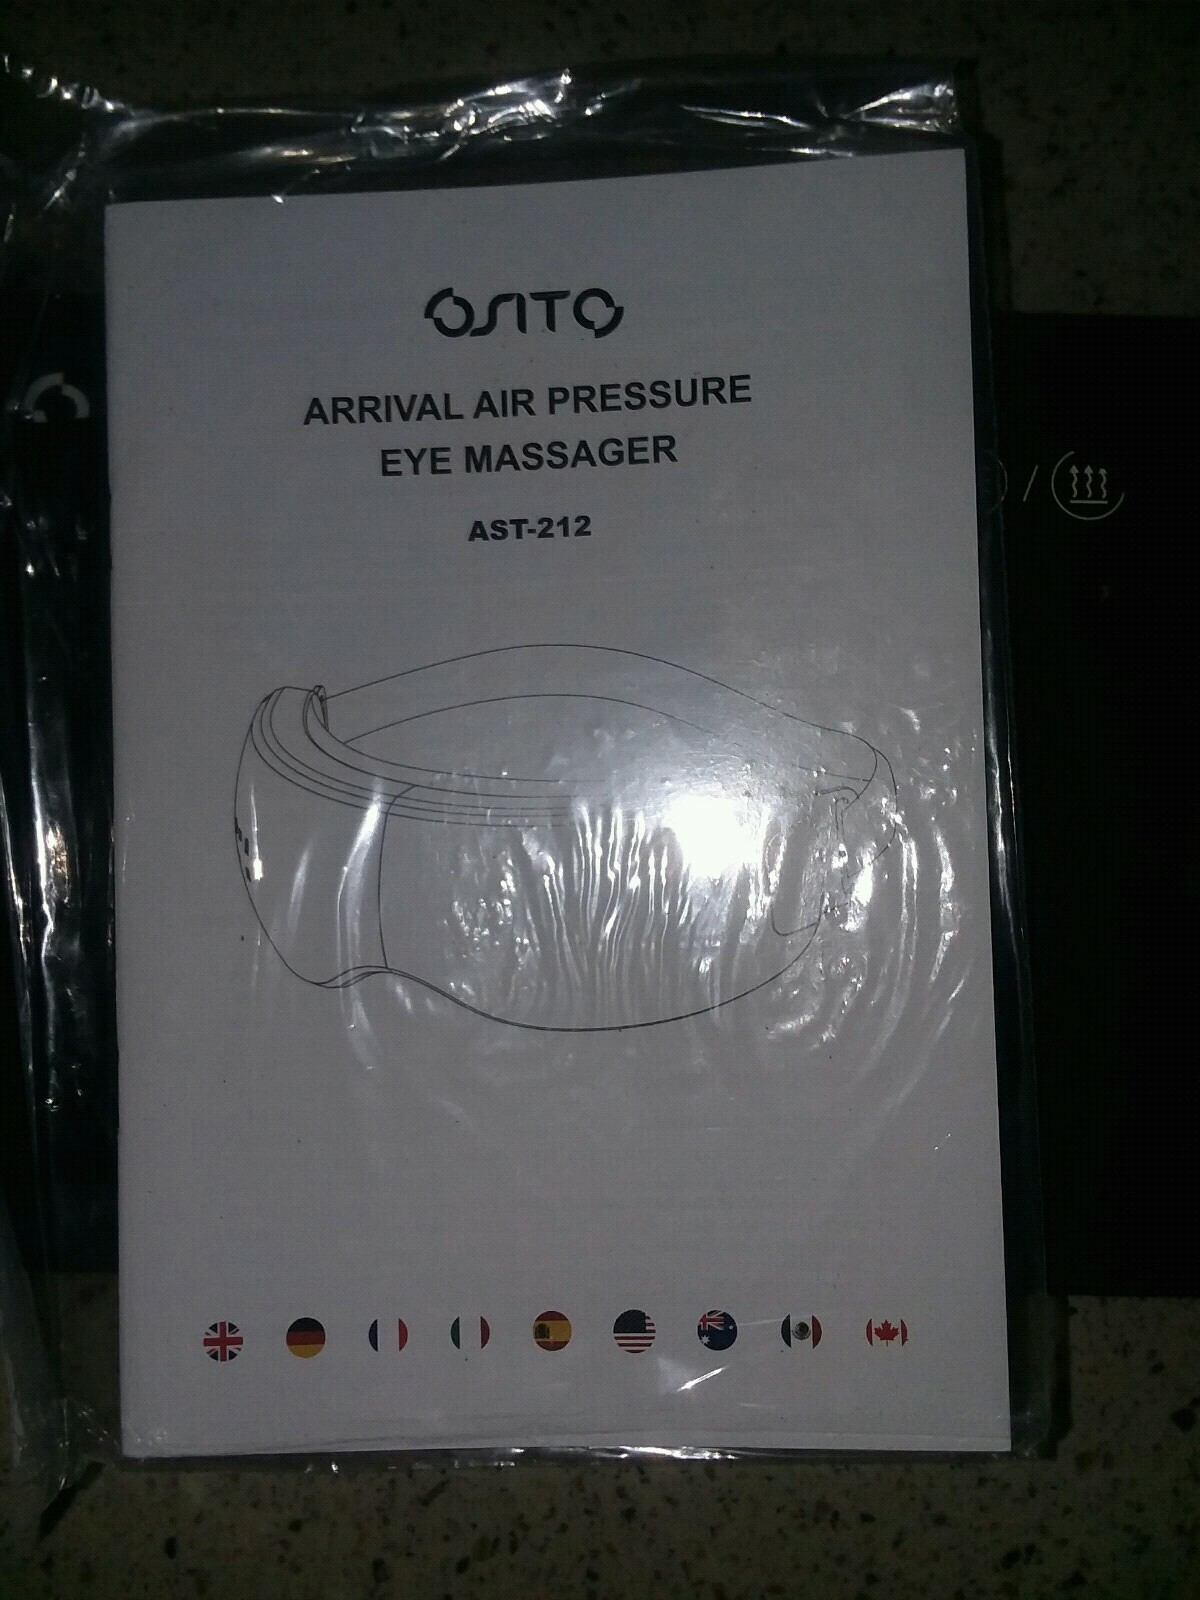 OSITO
ARRIVAL AIR PRESSURE
EYE MASSAGER
AST-212
/